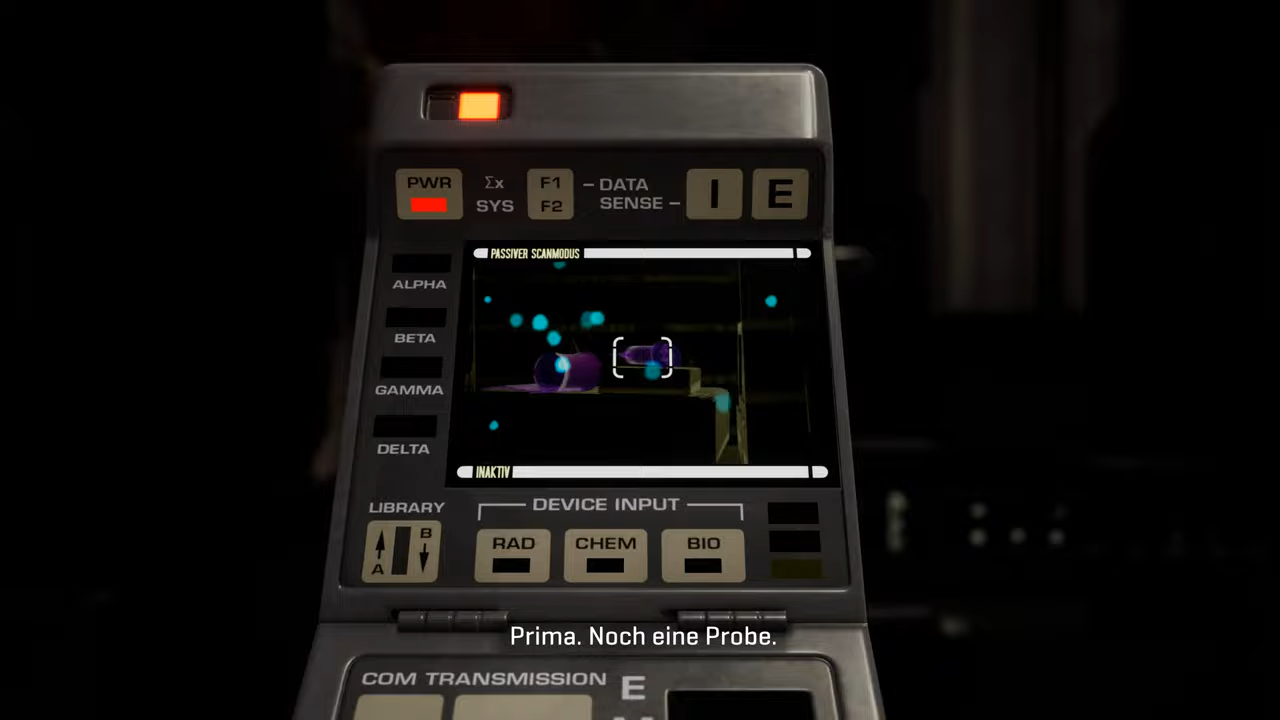 PWR
Σx
SYS
F1
F2
– DATA
SENSE –
I
E
PASSIVER SCANMODUS
ALPHA
BETA
GAMMA
DELTA
INAKTIV
LIBRARY
A
B
DEVICE INPUT
RAD
CHEM
BIO
Prima. Noch eine Probe.
COM TRANSMISSION
E